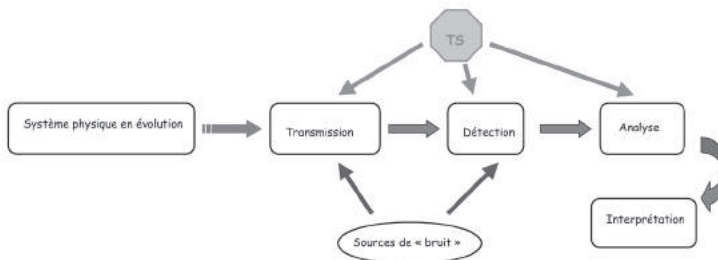 TS
Système physique en évolution
Transmission
Détection
Analyse
Interprétation
Sources de « bruit »